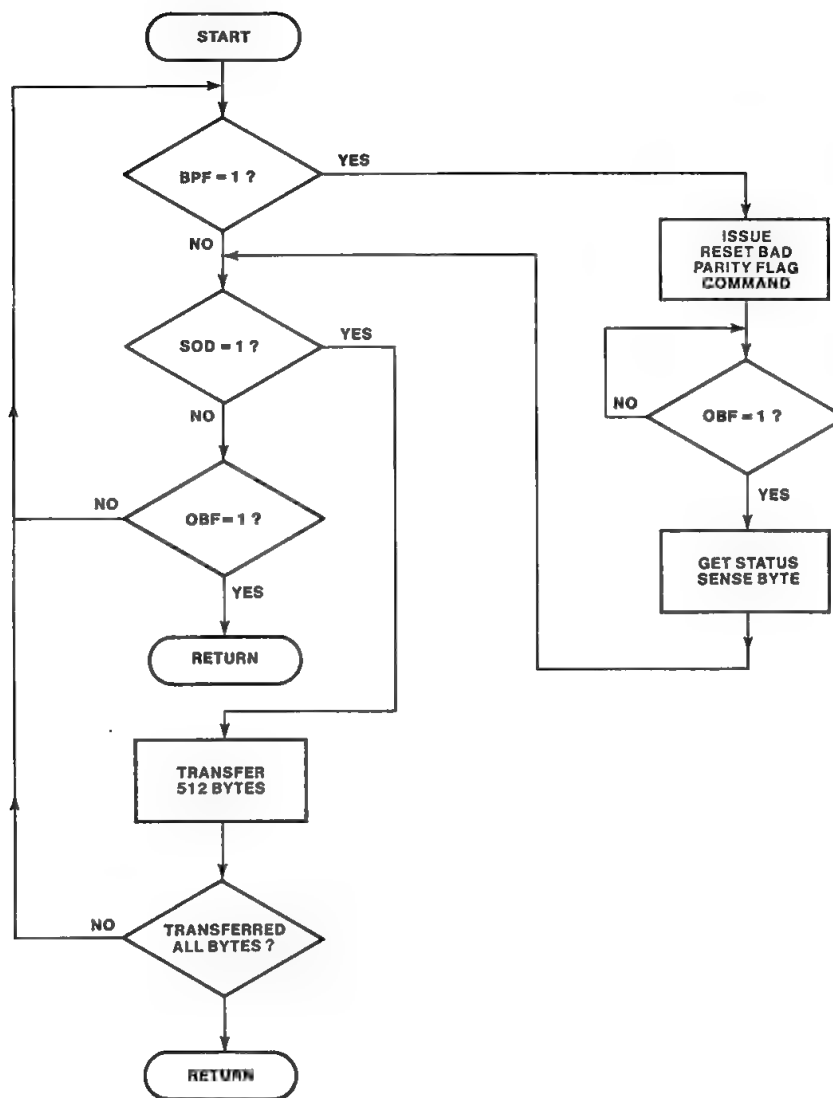 START
BPF = 1 ?
YES
NO
ISSUE
RESET BAD
PARITY FLAG
COMMAND
SOD = 1 ?
YES
NO
OBF = 1 ?
NO
YES
OBF = 1 ?
NO
YES
GET STATUS
SENSE BYTE
RETURN
TRANSFER
512 BYTES
TRANSFERRED
ALL BYTES ?
NO
RETURN